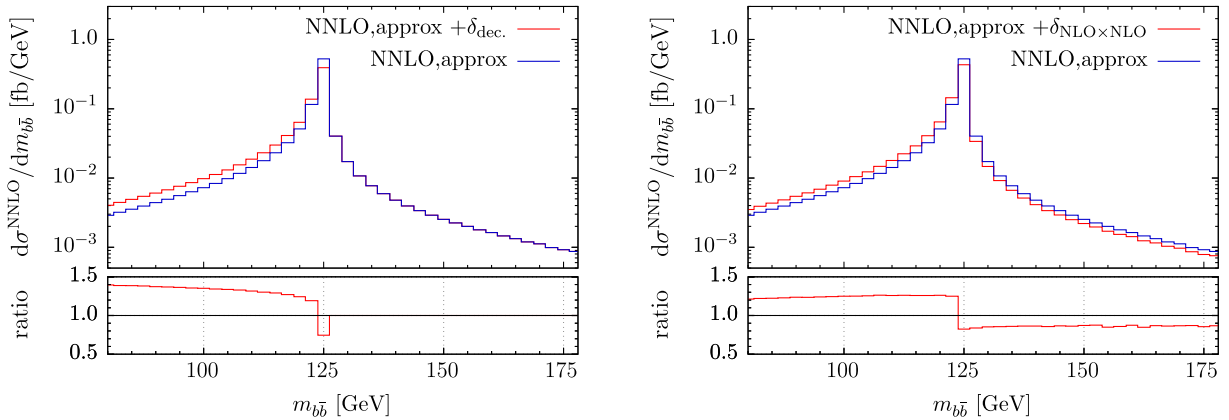 NNLO,approx +δdec.
NNLO,approx
dσ^NNLO/dm_bb̄ [fb/GeV]
1.0
10⁻¹
10⁻²
10⁻³
ratio
1.5
1.0
0.5
100 125 150 175
m_bb̄ [GeV]
NNLO,approx +δNLO×NLO
NNLO,approx
dσ^NNLO/dm_bb̄ [fb/GeV]
1.0
10⁻¹
10⁻²
10⁻³
ratio
1.5
1.0
0.5
100 125 150 175
m_bb̄ [GeV]